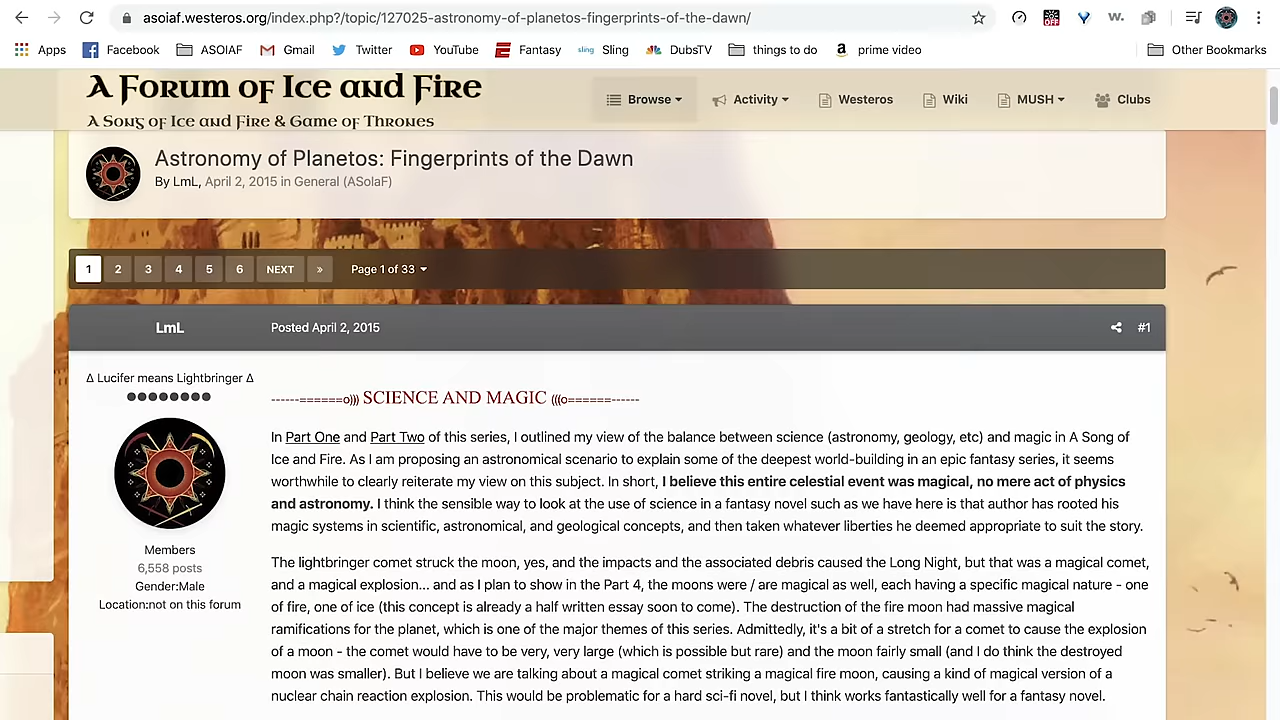 asoiaf.westeros.org/index.php?/topic/127025-astronomy-of-planetos-fingerprints-of-the-dawn/
OFF
w.
Apps Facebook ASOIAF Gmail Twitter YouTube Fantasy sling Sling DubsTV things to do prime video Other Bookmarks
A Forum of Ice and Fire
A Song of Ice and Fire & Game of Thrones
Browse Activity Westeros Wiki MUSH Clubs
Astronomy of Planetos: Fingerprints of the Dawn
By LmL, April 2, 2015 in General (ASoIaF)
1 2 3 4 5 6 NEXT » Page 1 of 33
LmL Posted April 2, 2015 #1
Δ Lucifer means Lightbringer Δ
Members
6,558 posts
Gender:Male
Location:not on this forum
------======o))) SCIENCE AND MAGIC (((o======------
In Part One and Part Two of this series, I outlined my view of the balance between science (astronomy, geology, etc) and magic in A Song of
Ice and Fire. As I am proposing an astronomical scenario to explain some of the deepest world-building in an epic fantasy series, it seems
worthwhile to clearly reiterate my view on this subject. In short, I believe this entire celestial event was magical, no mere act of physics
and astronomy. I think the sensible way to look at the use of science in a fantasy novel such as we have here is that author has rooted his
magic systems in scientific, astronomical, and geological concepts, and then taken whatever liberties he deemed appropriate to suit the story.
The lightbringer comet struck the moon, yes, and the impacts and the associated debris caused the Long Night, but that was a magical comet,
and a magical explosion... and as I plan to show in the Part 4, the moons we / are magical as well, each having a specific magical nature - one
of fire, one of ice (this concept is already a half written essay soon to come). The destruction of the fire moon had massive magical
ramifications for the planet, which is one of the major themes of this series. Admittedly, it's a bit of a stretch for a comet to cause the explosion
of a moon - the comet would have to be very, very large (which is possible but rare) and the moon fairly small (and I do think the destroyed
moon was smaller). But I believe we are talking about a magical comet striking a magical fire moon, causing a kind of magical version of a
nuclear chain reaction explosion. This would be problematic for a hard sci-fi novel, but I think works fantastically well for a fantasy novel.